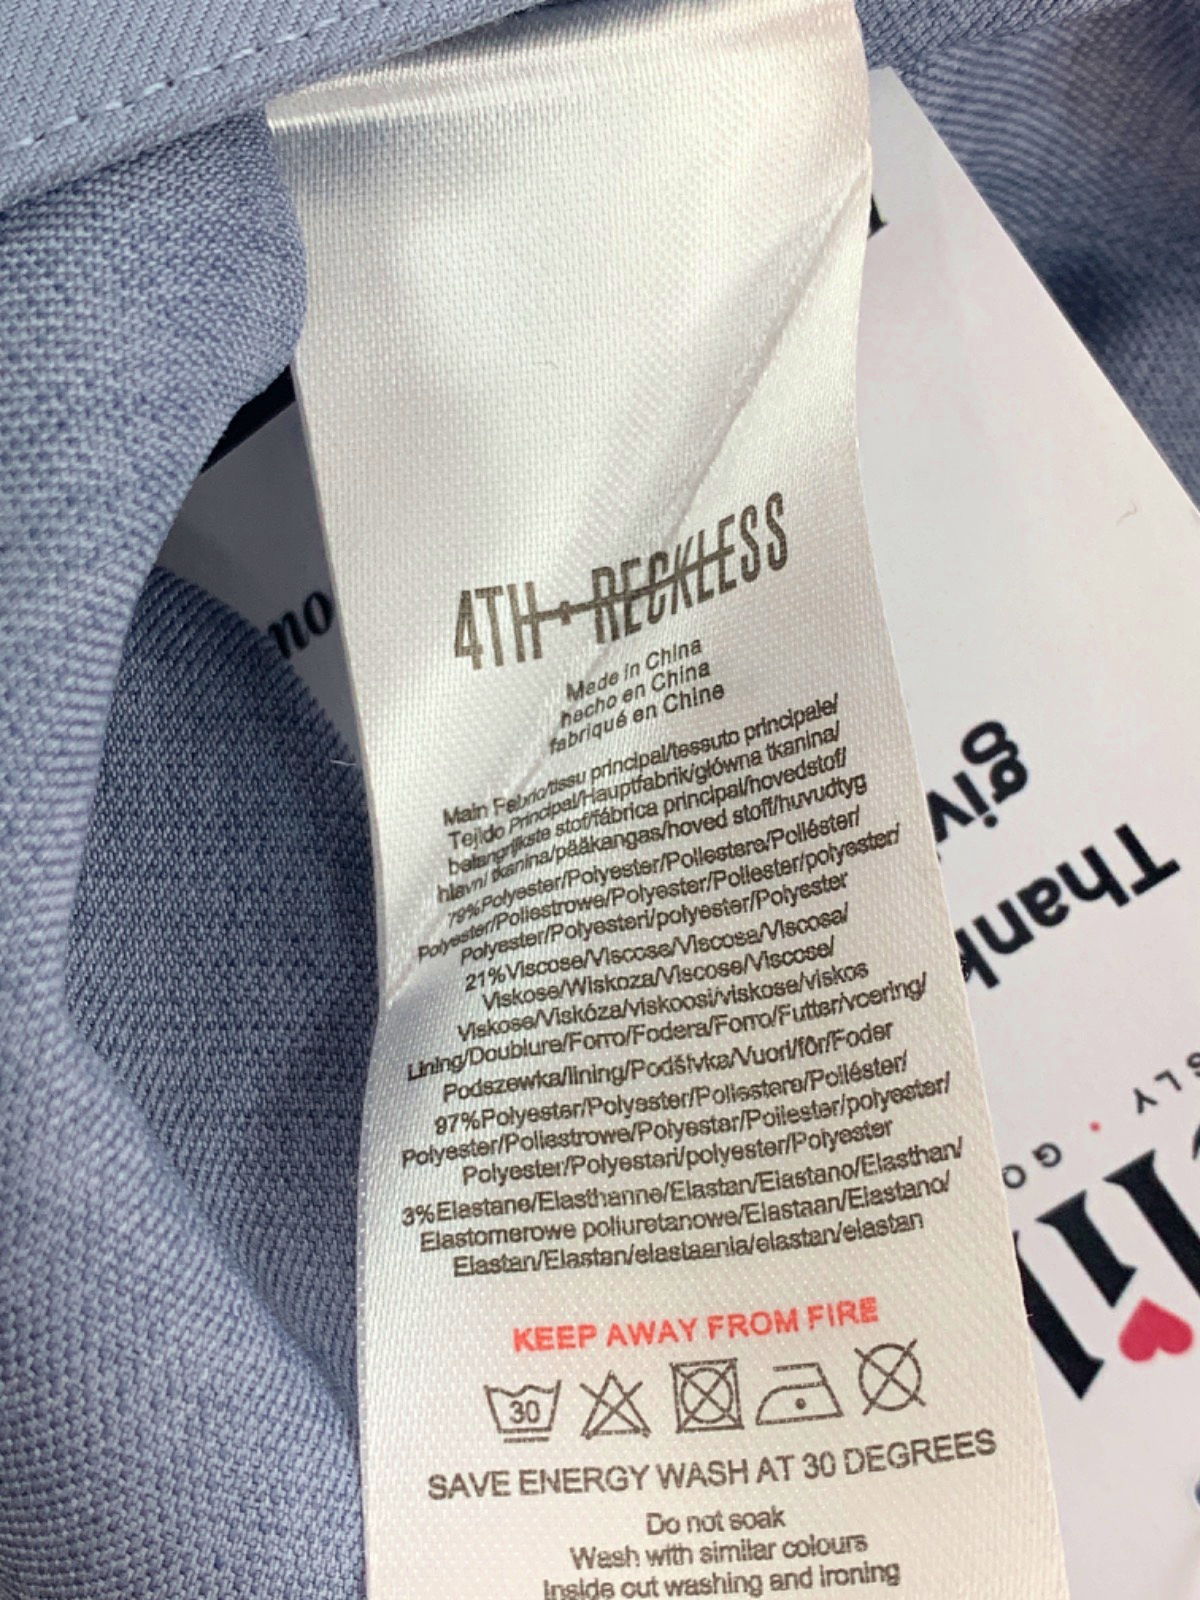 4TH+RECKLESS
Made in China
hecho en China
fabriqué en Chine
Main Fabric/tissu principal/tessuto principale/
Tejido Principal/Hauptfabrik/główna tkanina/
belangrijkste stof/fábrica principal/hovedstof/
hlavní tkanina/pääkangas/hoved stoff/huvudtyg
79%Polyester/Polyester/Poliestere/Poliéster/
Polyester/Poliestrowe/Polyester/Poliester/polyester/
Polyester/Polyesteri/polyester/Polyester
21%Viscose/Viscose/Viscosa/Viscosa/
Viskose/Wiskoza/Viscose/Viscose/
Viskose/Viskóza/viskoosi/viskose/viskos
Lining/Doublure/Forro/Fodera/Forro/Futter/vcering/
Podszewka/lining/Podšívka/Vuori/fôr/Foder
97%Polyester/Polyester/Poliestere/Poliéster/
Polyester/Poliestrowe/Polyester/Poliester/polyester/
Polyester/Polyesteri/polyester/Polyester
3%Elastane/Elasthanne/Elastan/Elastano/Elasthan/
Elastomerowe poliuretanowe/Elastaan/Elastano/
Elastan/Elastan/elastaania/elastan/elastan
KEEP AWAY FROM FIRE
30
SAVE ENERGY WASH AT 30 DEGREES
Do not soak
Wash with similar colours
Inside out washing and ironing
no
giv
Thank
SLY • GO